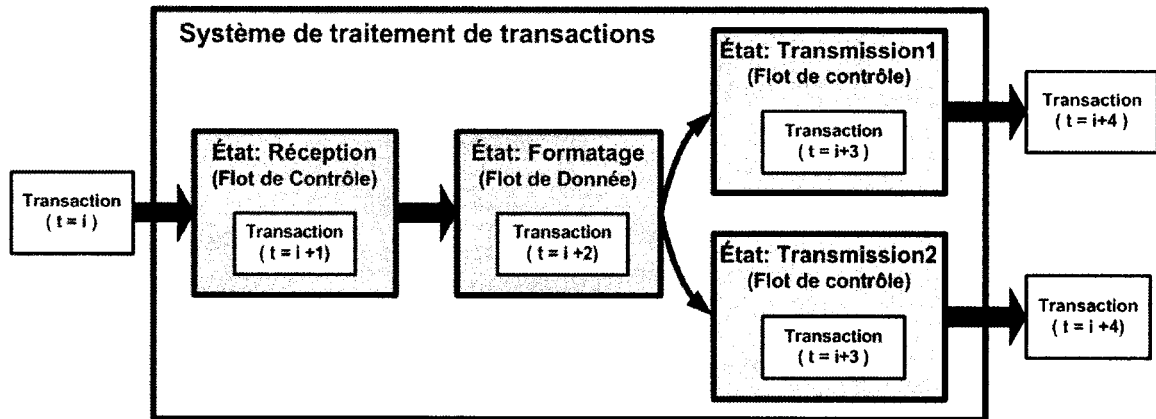 Système de traitement de transactions
Transaction
( t = i )
État: Réception
(Flot de Contrôle)
Transaction
( t = i +1)
État: Formatage
(Flot de Donnée)
Transaction
( t = i +2)
État: Transmission1
(Flot de contrôle)
Transaction
( t = i+3 )
Transaction
( t = i+4 )
État: Transmission2
(Flot de contrôle)
Transaction
( t = i+3 )
Transaction
( t = i +4)